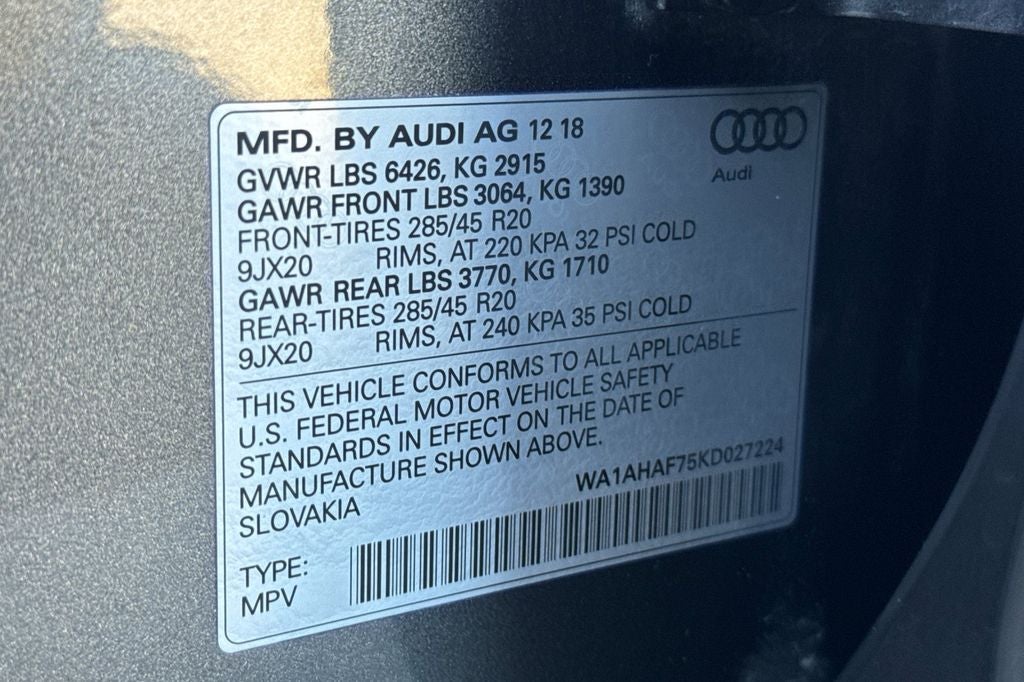 MFD. BY AUDI AG 12 18
Audi
GVWR LBS 6426, KG 2915
GAWR FRONT LBS 3064, KG 1390
FRONT-TIRES 285/45 R20
9JX20 RIMS, AT 220 KPA 32 PSI COLD
GAWR REAR LBS 3770, KG 1710
REAR-TIRES 285/45 R20
9JX20 RIMS, AT 240 KPA 35 PSI COLD
THIS VEHICLE CONFORMS TO ALL APPLICABLE
U.S. FEDERAL MOTOR VEHICLE SAFETY
STANDARDS IN EFFECT ON THE DATE OF
MANUFACTURE SHOWN ABOVE.
SLOVAKIA
WA1AHAF75KD027224
TYPE:
MPV